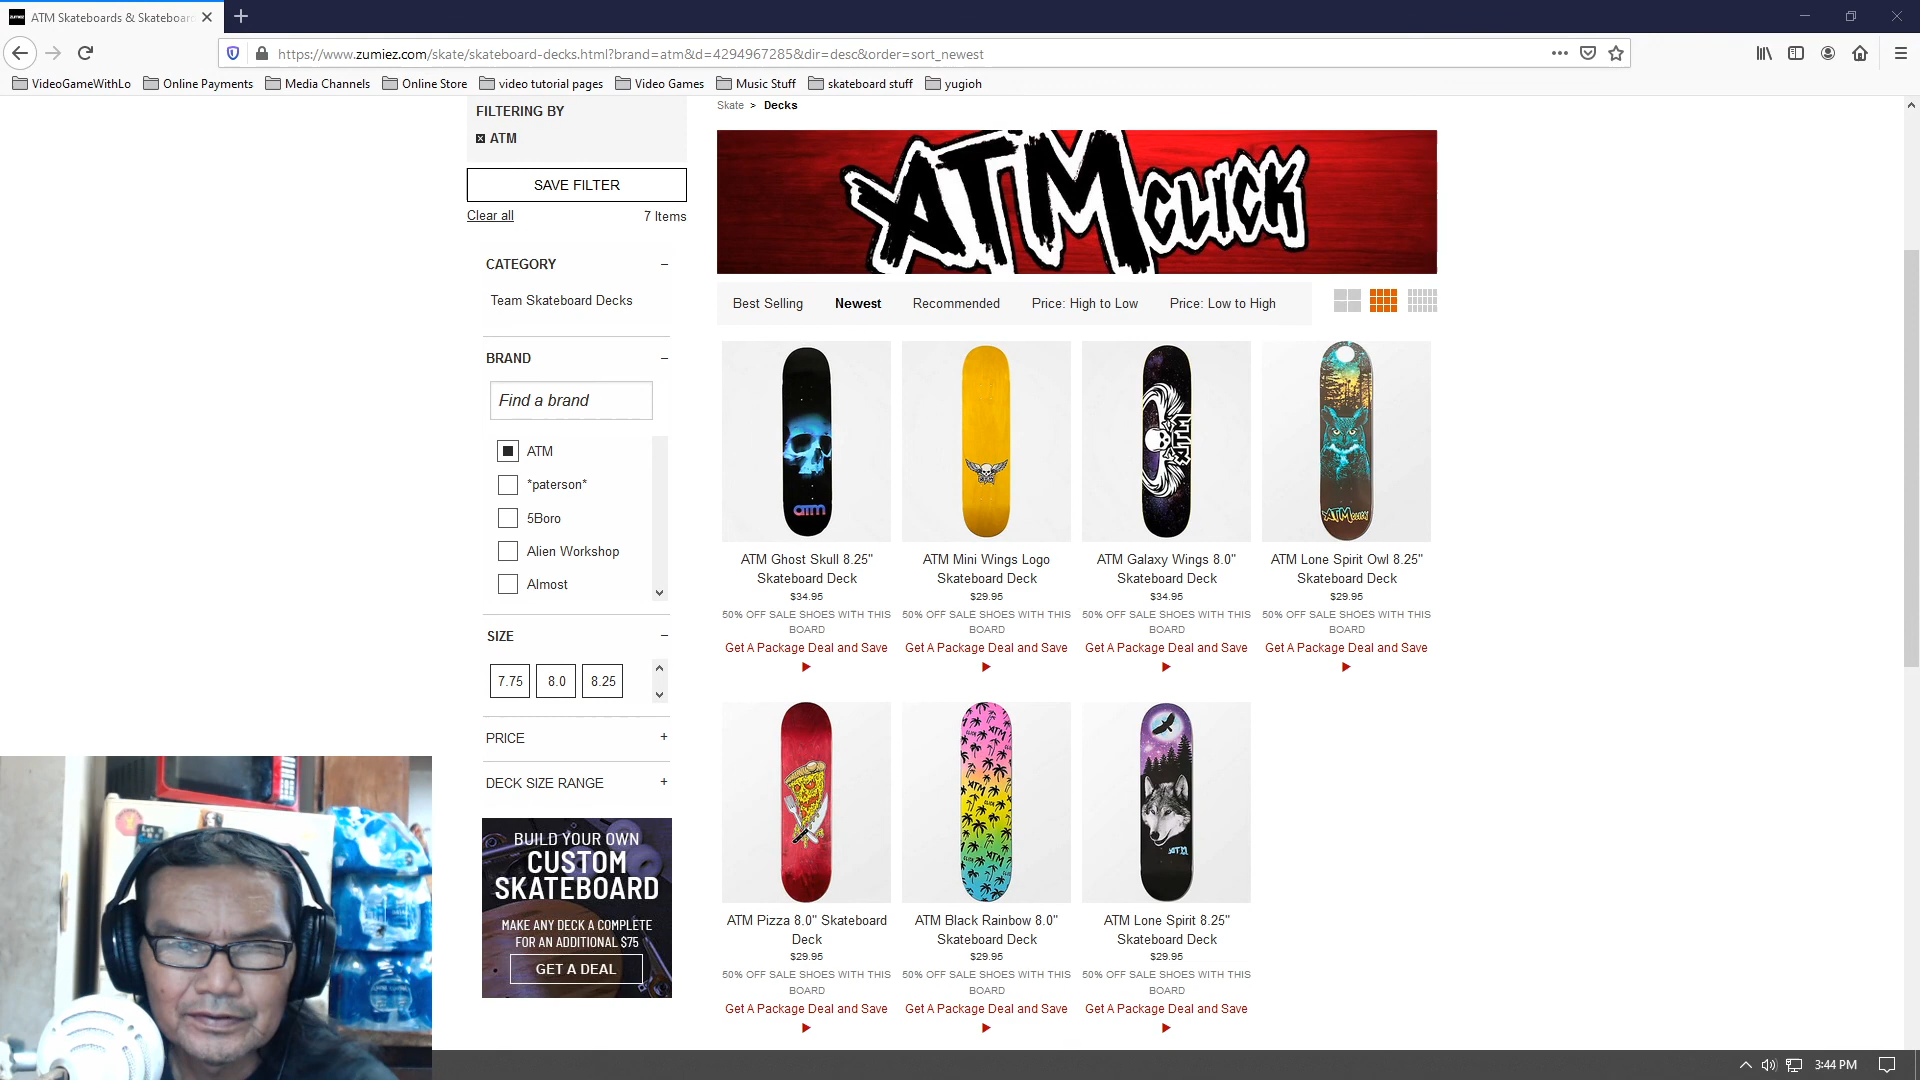 ATM Skateboards & Skateboard
https://www.zumiez.com/skate/skateboard-decks.html?brand=atm&d=4294967285&dir=desc&order=sort_newest
VideoGameWithLo Online Payments Media Channels Online Store video tutorial pages Video Games Music Stuff skateboard stuff yugioh
Skate > Decks
FILTERING BY
ATM
SAVE FILTER
Clear all 7 Items
CATEGORY
Team Skateboard Decks
BRAND
Find a brand
ATM
*paterson*
5Boro
Alien Workshop
Almost
SIZE
7.75 8.0 8.25
PRICE
DECK SIZE RANGE
BUILD YOUR OWN
CUSTOM
SKATEBOARD
MAKE ANY DECK A COMPLETE
FOR AN ADDITIONAL $75
GET A DEAL
ATM CLICK
Best Selling Newest Recommended Price: High to Low Price: Low to High
atm
ATM
ATM CLICK
ATM Ghost Skull 8.25" Skateboard Deck
$34.95
50% OFF SALE SHOES WITH THIS BOARD
Get A Package Deal and Save
ATM Mini Wings Logo Skateboard Deck
$29.95
50% OFF SALE SHOES WITH THIS BOARD
Get A Package Deal and Save
ATM Galaxy Wings 8.0" Skateboard Deck
$34.95
50% OFF SALE SHOES WITH THIS BOARD
Get A Package Deal and Save
ATM Lone Spirit Owl 8.25" Skateboard Deck
$29.95
50% OFF SALE SHOES WITH THIS BOARD
Get A Package Deal and Save
ATM Pizza 8.0" Skateboard Deck
$29.95
50% OFF SALE SHOES WITH THIS BOARD
Get A Package Deal and Save
ATM Black Rainbow 8.0" Skateboard Deck
$29.95
50% OFF SALE SHOES WITH THIS BOARD
Get A Package Deal and Save
ATM Lone Spirit 8.25" Skateboard Deck
$29.95
50% OFF SALE SHOES WITH THIS BOARD
Get A Package Deal and Save
3:44 PM